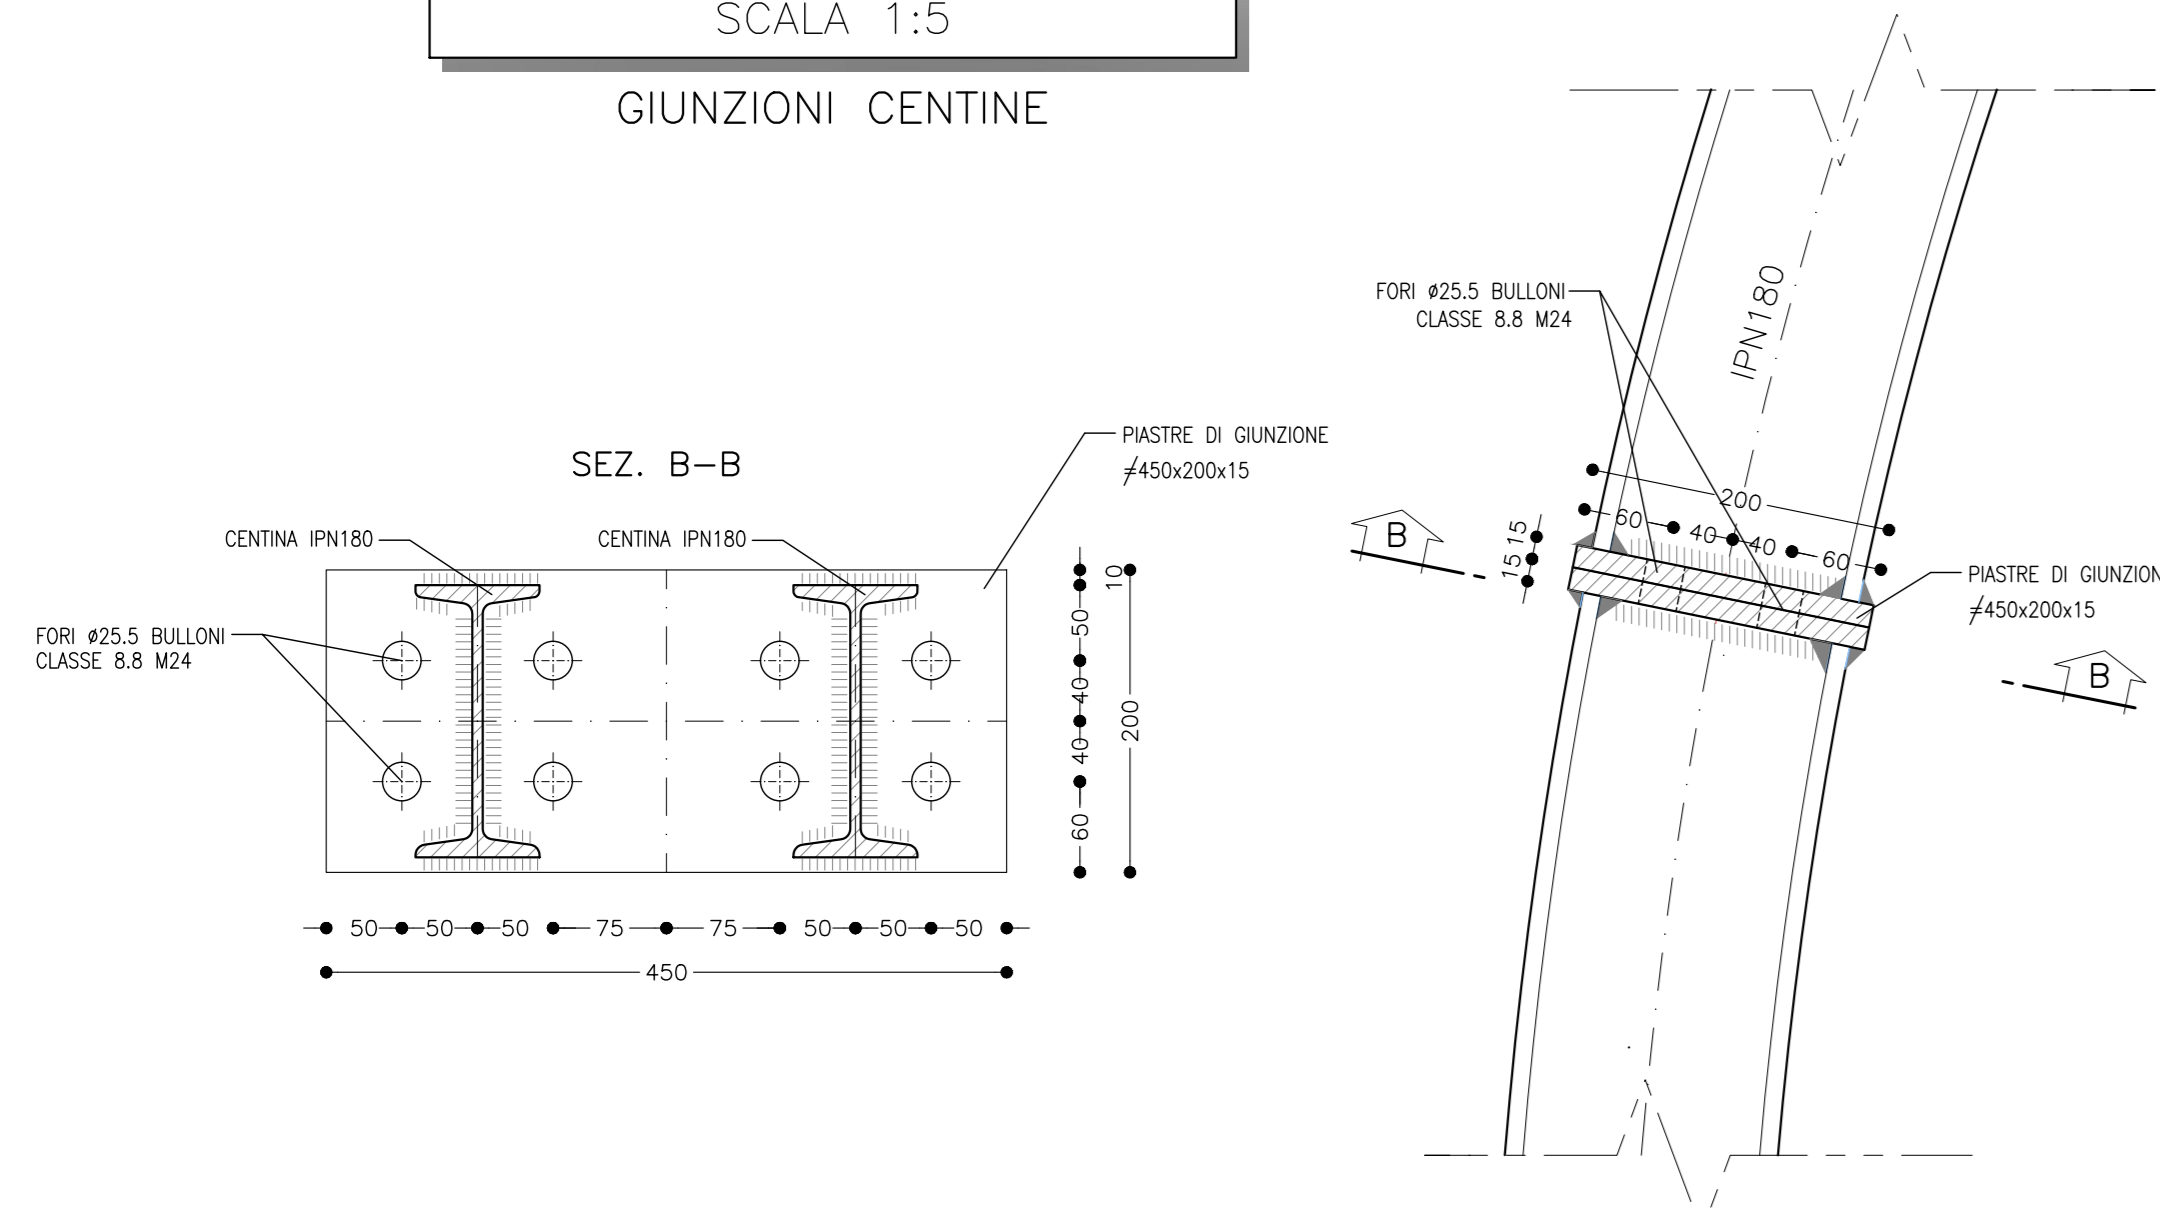 SCALA 1:5
GIUNZIONI CENTINE
SEZ. B-B
PIASTRE DI GIUNZIONE
≠450x200x15
CENTINA IPN180
CENTINA IPN180
FORI ø25.5 BULLONI
CLASSE 8.8 M24
10
50
40
40
60
200
50
50
50
75
75
50
50
50
450
FORI ø25.5 BULLONI
CLASSE 8.8 M24
IPN180
200
60
40
40
60
15
15
B
PIASTRE DI GIUNZION
≠450x200x15
B